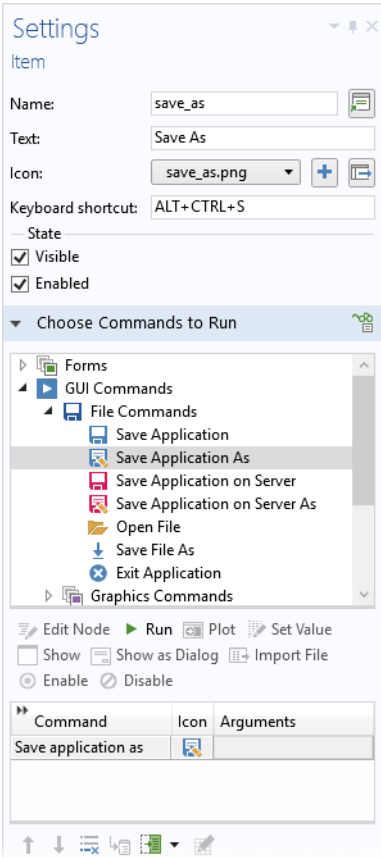 Settings
Item
Name: save_as
Text: Save As
Icon: save_as.png
Keyboard shortcut: ALT+CTRL+S
State
Visible
Enabled
Choose Commands to Run
Forms
GUI Commands
File Commands
Save Application
Save Application As
Save Application on Server
Save Application on Server As
Open File
Save File As
Exit Application
Graphics Commands
Edit Node Run Plot Set Value
Show Show as Dialog Import File
Enable Disable
Command Icon Arguments
Save application as